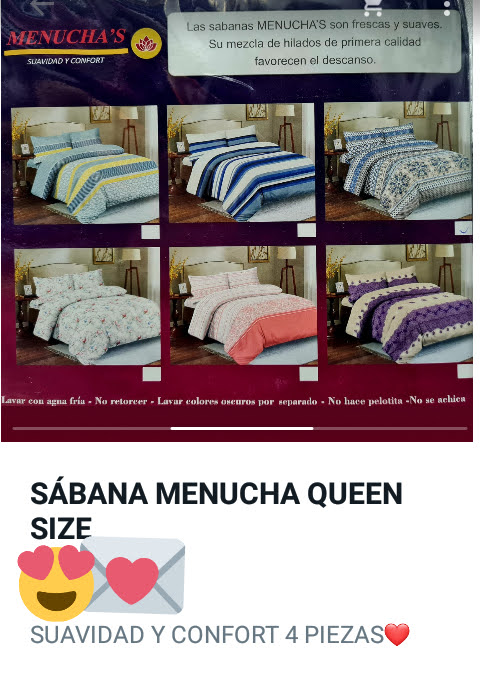 MENUCHA'S
SUAVIDAD Y CONFORT
Las sabanas MENUCHA'S son frescas y suaves.
Su mezcla de hilados de primera calidad
favorecen el descanso.
Lavar con agua fría - No retorcer - Lavar colores oscuros por separado - No hace pelotita -No se achica
SÁBANA MENUCHA QUEEN
SIZE
SUAVIDAD Y CONFORT 4 PIEZAS❤️